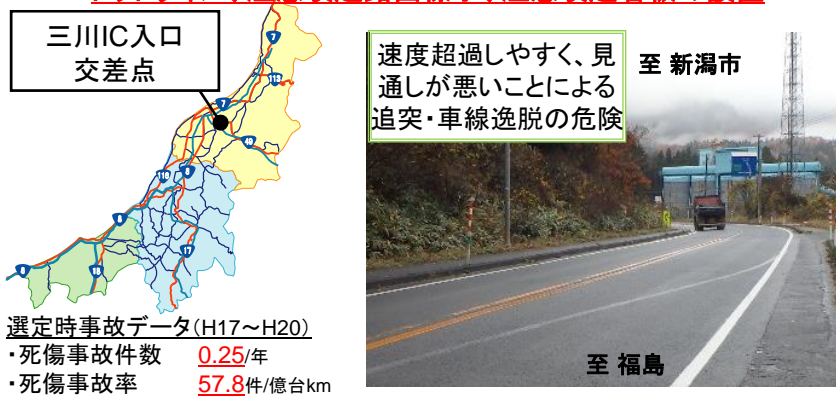 三川IC入口
交差点
7
113
7
49
116
8
8
17
8
18
選定時事故データ(H17～H20)
・死傷事故件数 0.25/年
・死傷事故率 57.8件/億台km
速度超過しやすく、見
通しが悪いことによる
追突・車線逸脱の危険
至 新潟市
至 福島